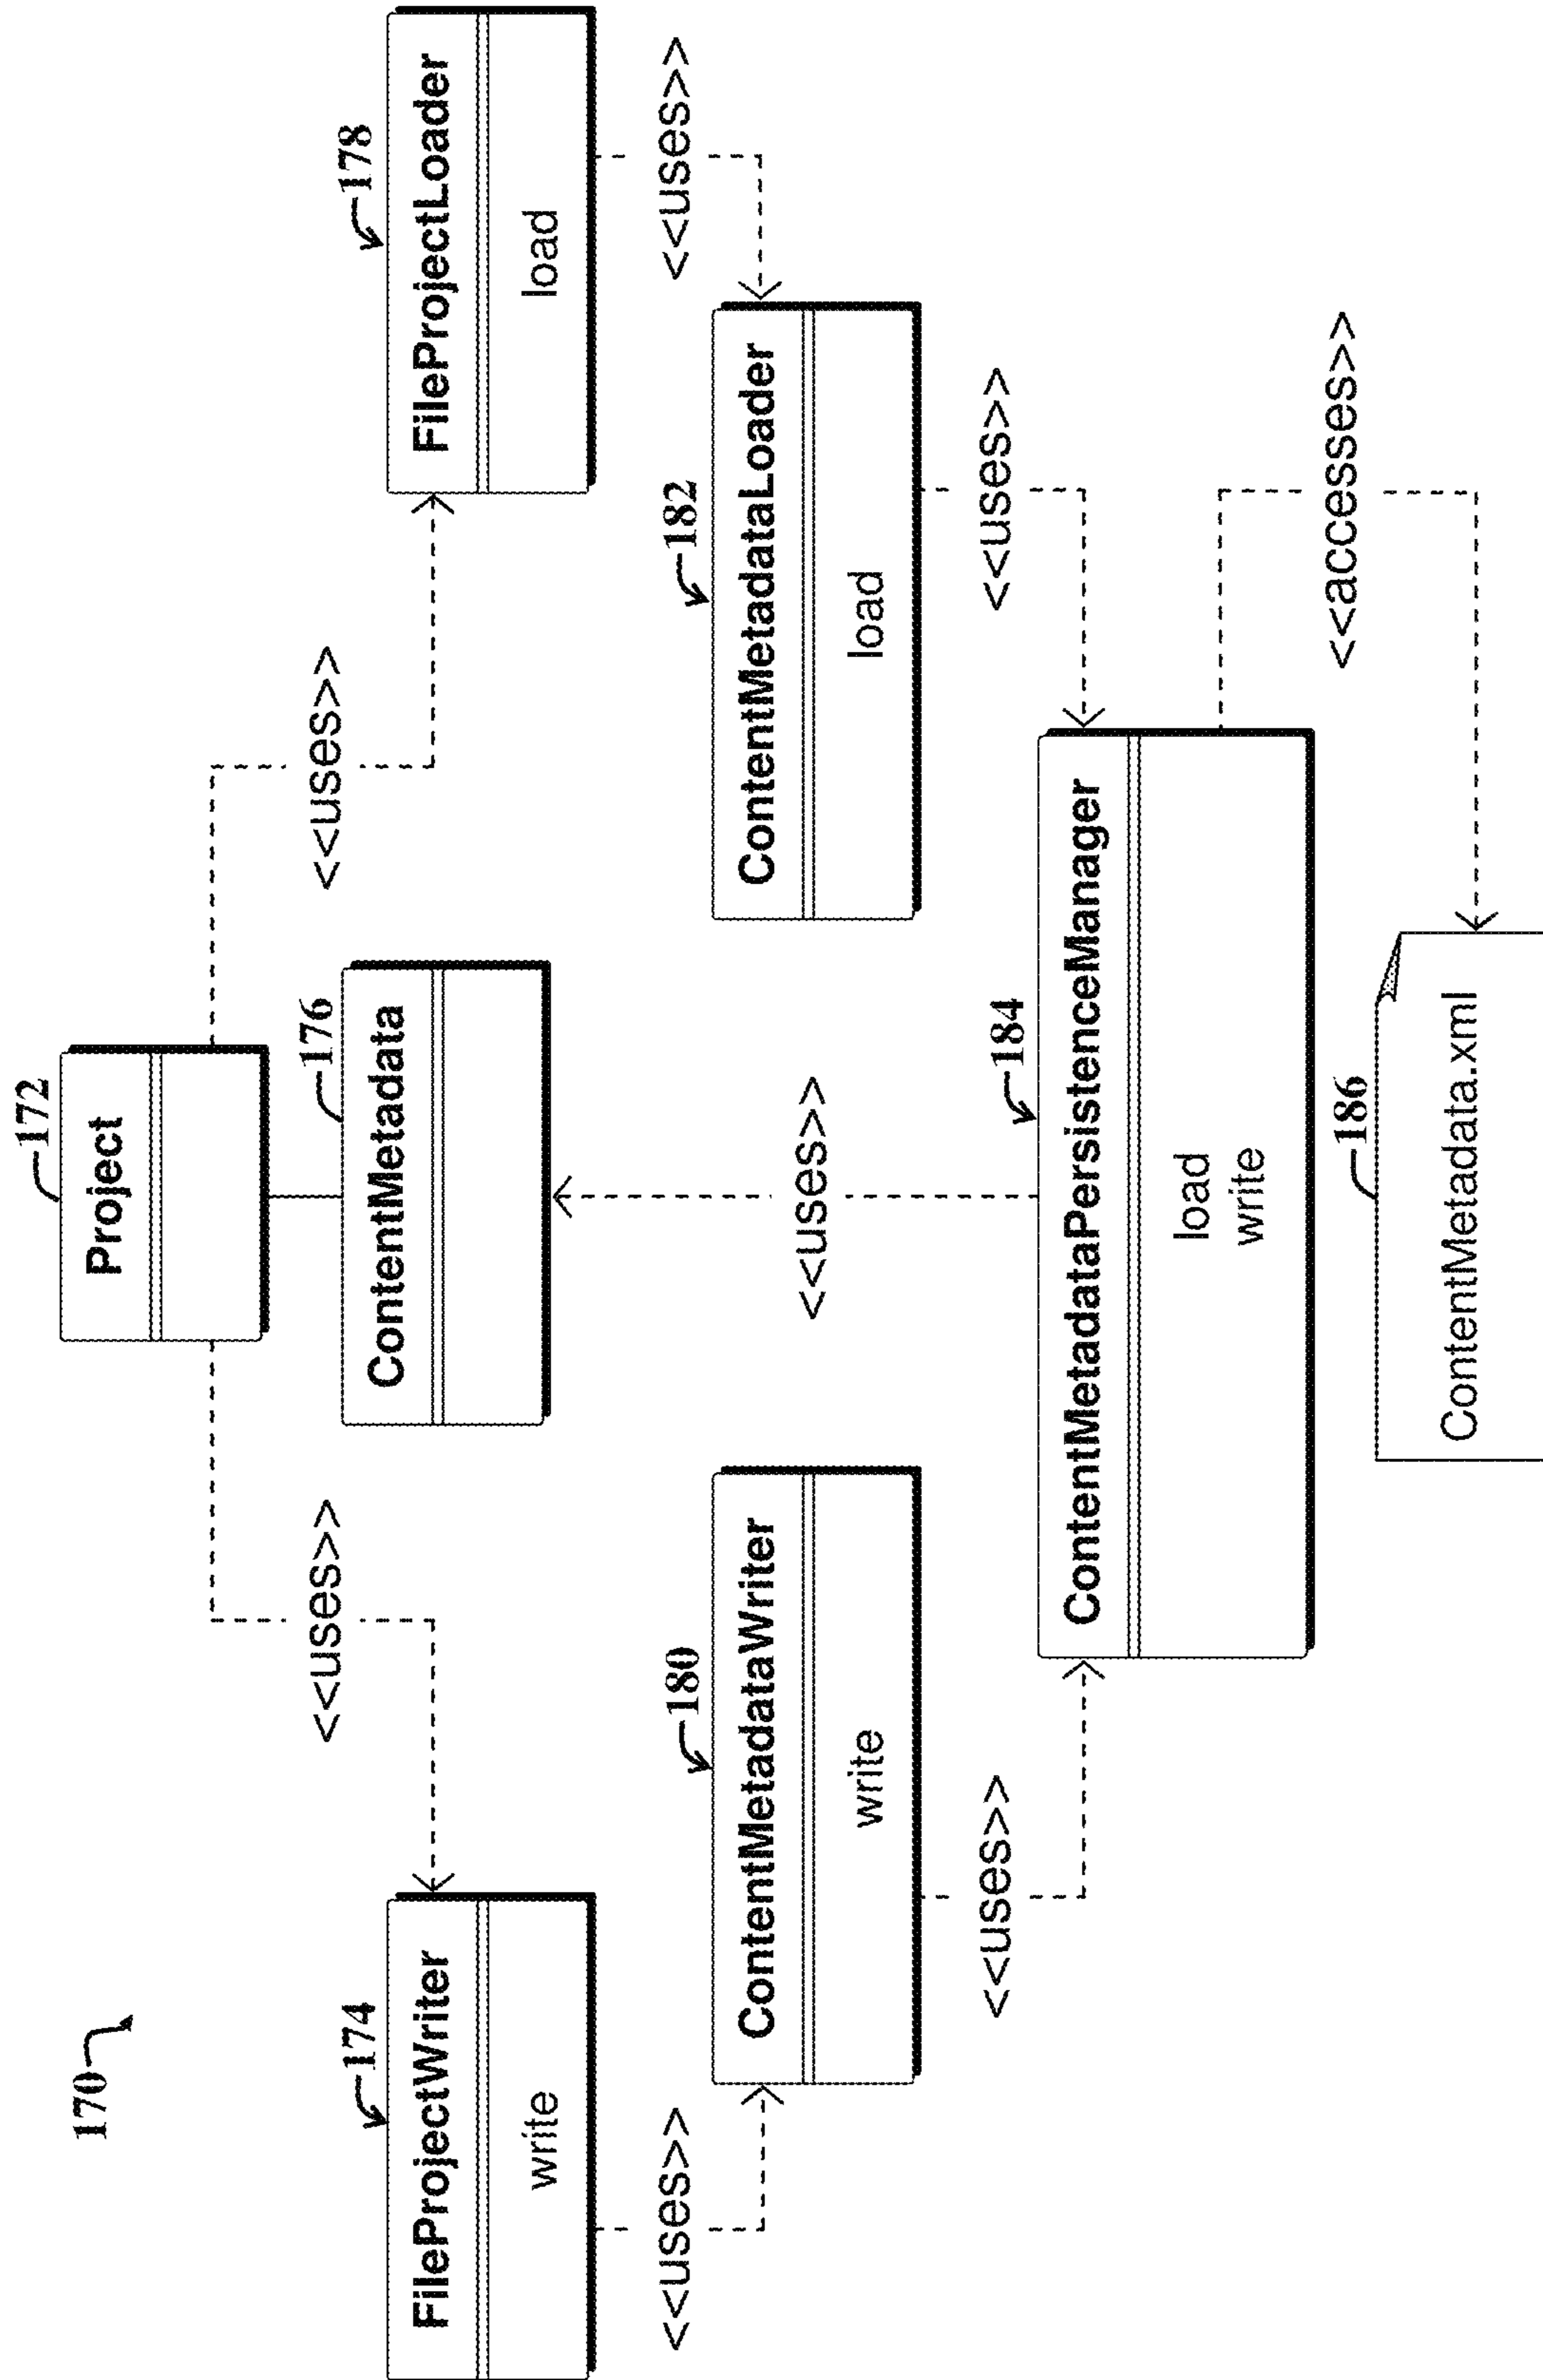 170
172
Project
<<uses>>
<<uses>>
174
FileProjectWriter
write
176
ContentMetadata
178
FileProjectLoader
load
<<uses>>
<<uses>>
180
ContentMetadataWriter
write
182
ContentMetadataLoader
load
<<uses>>
<<uses>>
<<uses>>
184
ContentMetadataPersistenceManager
load
write
<<accesses>>
186
ContentMetadata.xml